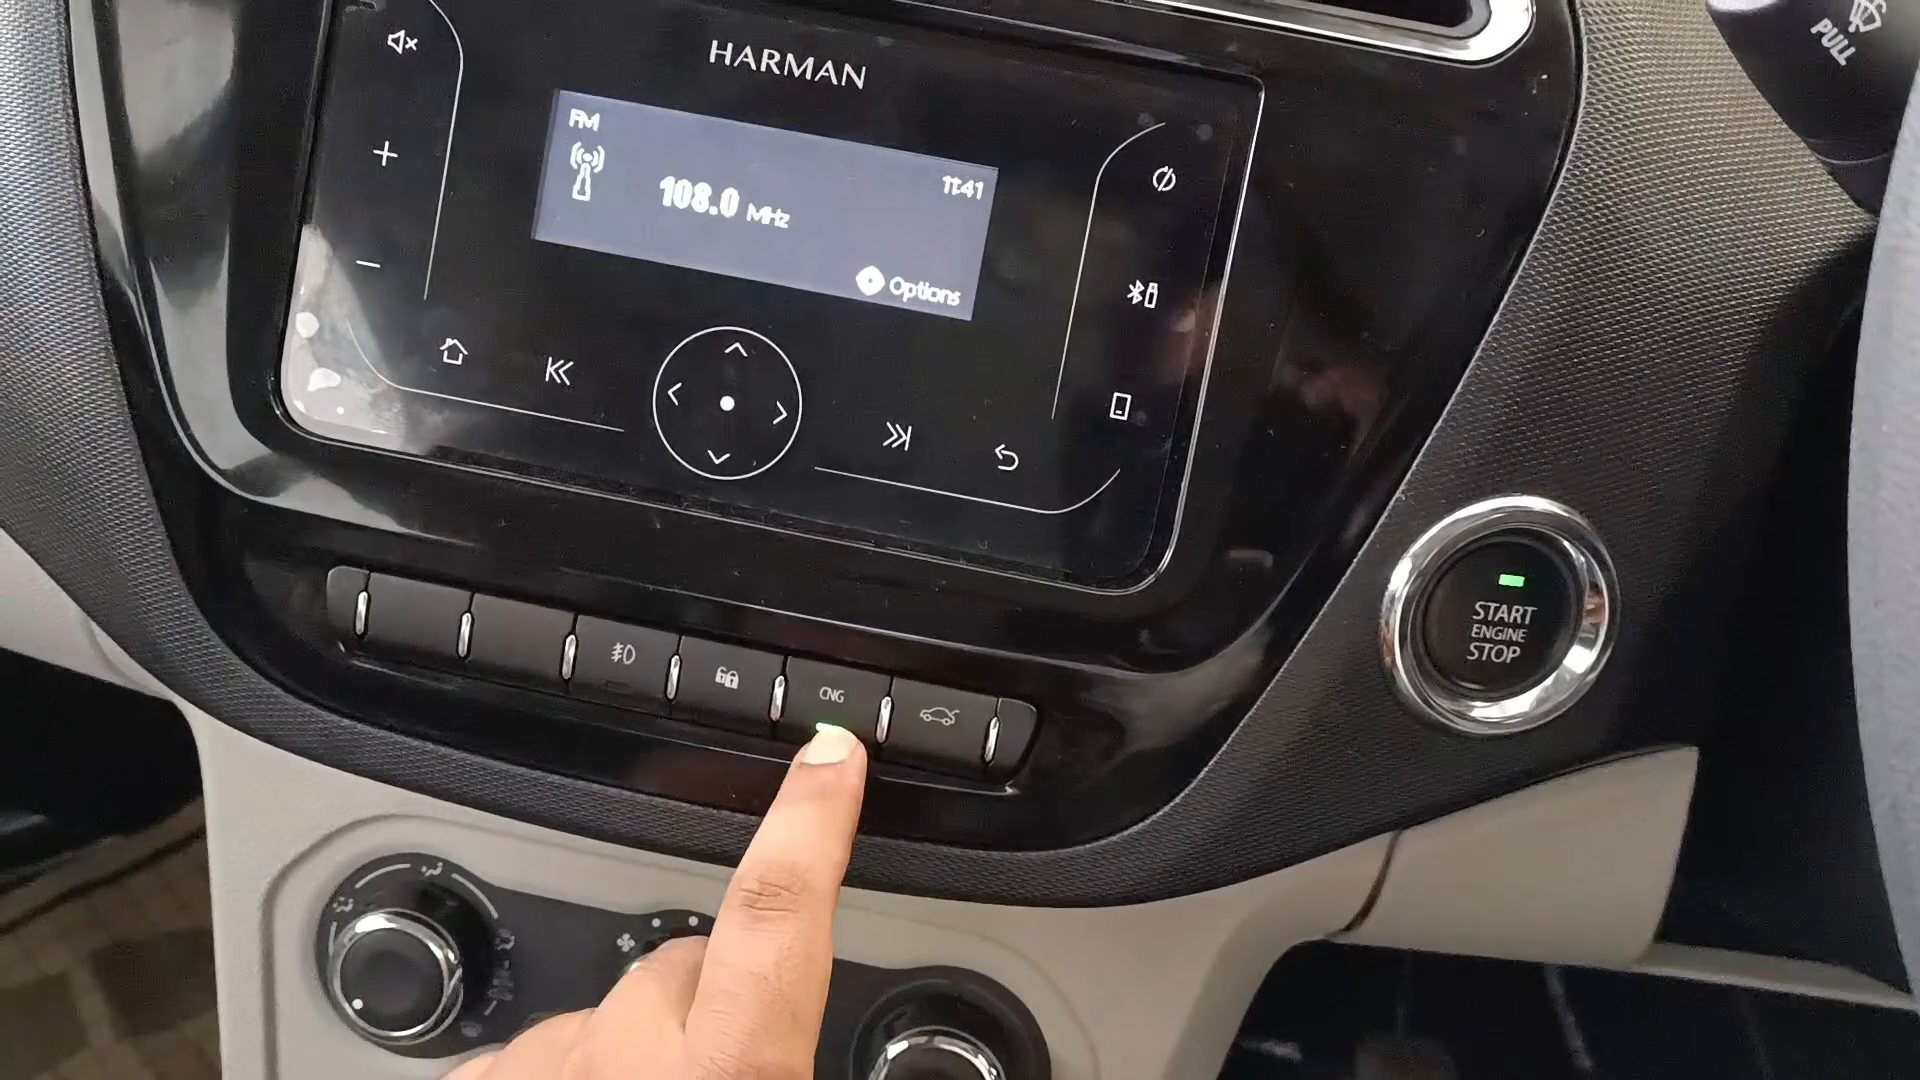 PULL
HARMAN
FM
11:41
108.0 MHz
Options
START
ENGINE
STOP
CNG